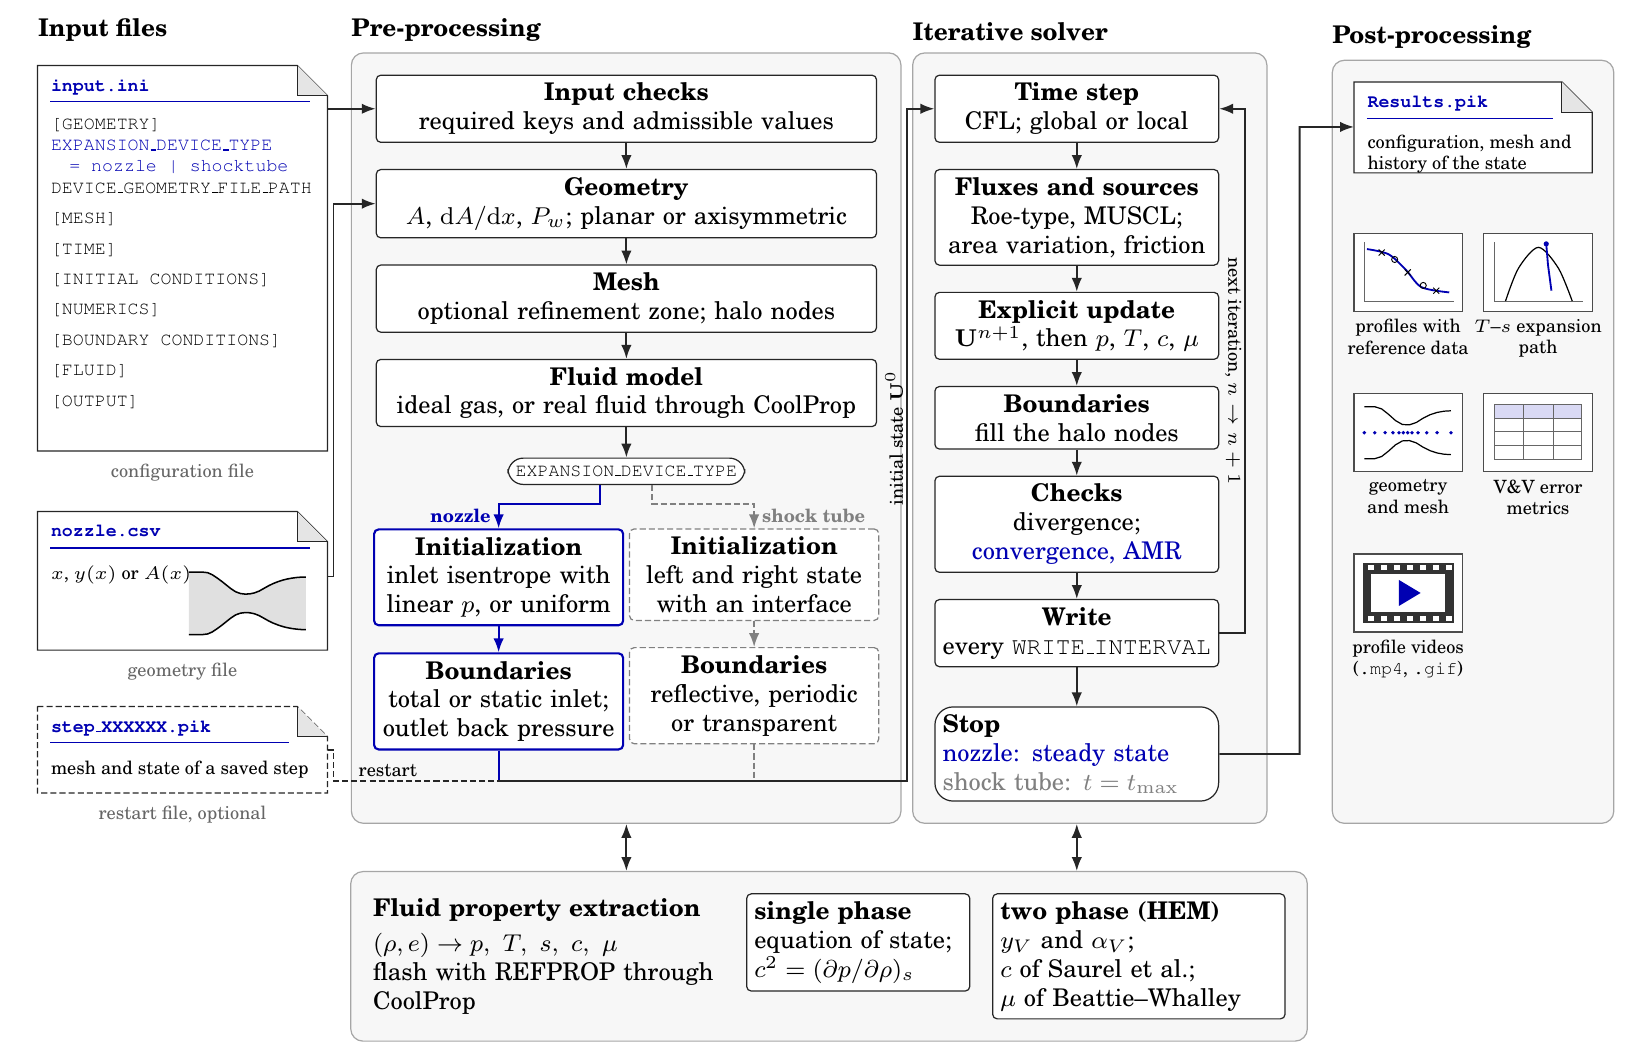 Input files
input.ini
[GEOMETRY]
EXPANSION_DEVICE_TYPE
= nozzle | shocktube
DEVICE_GEOMETRY_FILE_PATH
[MESH]
[TIME]
[INITIAL CONDITIONS]
[NUMERICS]
[BOUNDARY CONDITIONS]
[FLUID]
[OUTPUT]
configuration file
nozzle.csv
x, y(x) or A(x)
geometry file
step_XXXXXX.pik
mesh and state of a saved step
restart file, optional
Pre-processing
Input checks
required keys and admissible values
Geometry
A, dA/dx, P_w; planar or axisymmetric
Mesh
optional refinement zone; halo nodes
Fluid model
ideal gas, or real fluid through CoolProp
EXPANSION_DEVICE_TYPE
nozzle
shock tube
Initialization
inlet isentrope with
linear p, or uniform
Initialization
left and right state
with an interface
Boundaries
total or static inlet;
outlet back pressure
Boundaries
reflective, periodic
or transparent
restart
initial state U⁰
Iterative solver
Time step
CFL; global or local
Fluxes and sources
Roe-type, MUSCL;
area variation, friction
Explicit update
Uⁿ⁺¹, then p, T, c, μ
Boundaries
fill the halo nodes
Checks
divergence;
convergence, AMR
Write
every WRITE_INTERVAL
next iteration, n → n + 1
Stop
nozzle: steady state
shock tube: t = t_max
Post-processing
Results.pik
configuration, mesh and
history of the state
profiles with
reference data
T–s expansion
path
geometry
and mesh
V&V error
metrics
profile videos
(.mp4, .gif)
Fluid property extraction
(ρ, e) → p, T, s, c, μ
flash with REFPROP through
CoolProp
single phase
equation of state;
c² = (∂p/∂ρ)_s
two phase (HEM)
y_V and α_V;
c of Saurel et al.;
μ of Beattie–Whalley